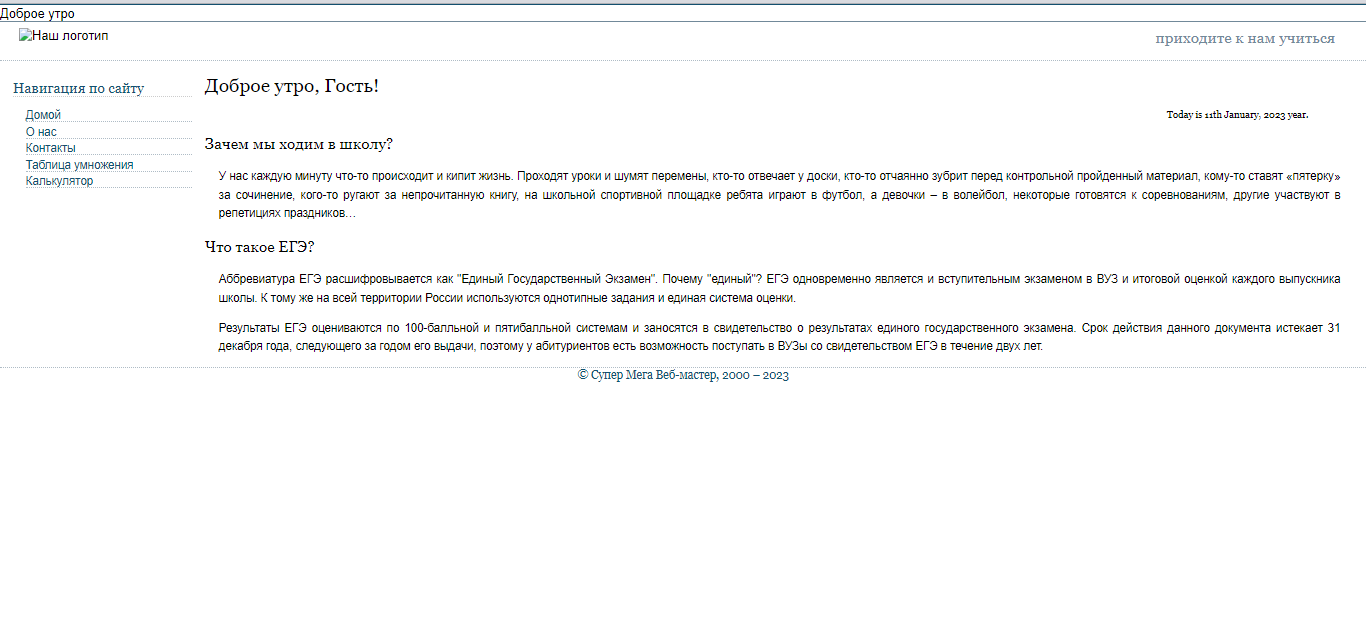 Доброе утро
Наш логотип
приходите к нам учиться
Навигация по сайту
Домой
О нас
Контакты
Таблица умножения
Калькулятор
Доброе утро, Гость!
Today is 11th January, 2023 year.
Зачем мы ходим в школу?
У нас каждую минуту что-то происходит и кипит жизнь. Проходят уроки и шумят перемены, кто-то отвечает у доски, кто-то отчаянно зубрит перед контрольной пройденный материал, кому-то ставят «пятерку»
за сочинение, кого-то ругают за непрочитанную книгу, на школьной спортивной площадке ребята играют в футбол, а девочки – в волейбол, некоторые готовятся к соревнованиям, другие участвуют в
репетициях праздников…
Что такое ЕГЭ?
Аббревиатура ЕГЭ расшифровывается как "Единый Государственный Экзамен". Почему "единый"? ЕГЭ одновременно является и вступительным экзаменом в ВУЗ и итоговой оценкой каждого выпускника
школы. К тому же на всей территории России используются однотипные задания и единая система оценки.
Результаты ЕГЭ оцениваются по 100-балльной и пятибалльной системам и заносятся в свидетельство о результатах единого государственного экзамена. Срок действия данного документа истекает 31
декабря года, следующего за годом его выдачи, поэтому у абитуриентов есть возможность поступать в ВУЗы со свидетельством ЕГЭ в течение двух лет.
© Супер Мега Веб-мастер, 2000 – 2023